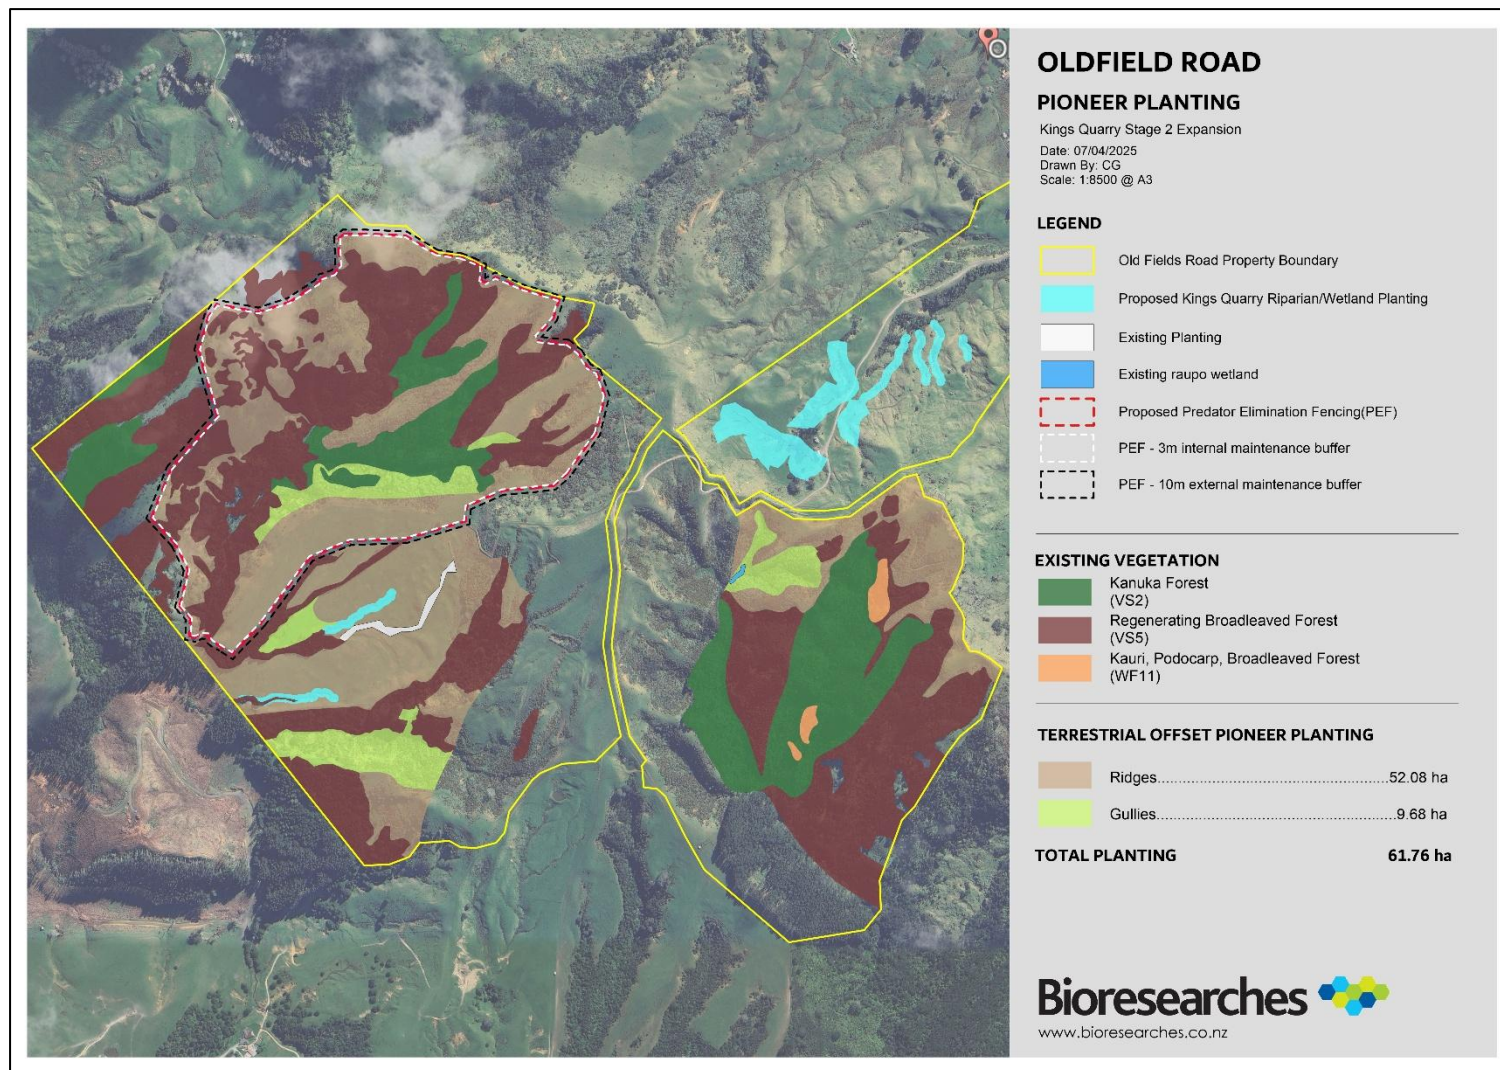 OLDFIELD ROAD
PIONEER PLANTING
Kings Quarry Stage 2 Expansion
Date: 07/04/2025
Drawn By: CG
Scale: 1:8500 @ A3
LEGEND
Old Fields Road Property Boundary
Proposed Kings Quarry Riparian/Wetland Planting
Existing Planting
Existing raupo wetland
Proposed Predator Elimination Fencing(PEF)
PEF - 3m internal maintenance buffer
PEF - 10m external maintenance buffer
EXISTING VEGETATION
Kanuka Forest
(VS2)
Regenerating Broadleaved Forest
(VS5)
Kauri, Podocarp, Broadleaved Forest
(WF11)
TERRESTRIAL OFFSET PIONEER PLANTING
Ridges......................................................52.08 ha
Gullies........................................................9.68 ha
TOTAL PLANTING 61.76 ha
Bioresearches
www.bioresearches.co.nz